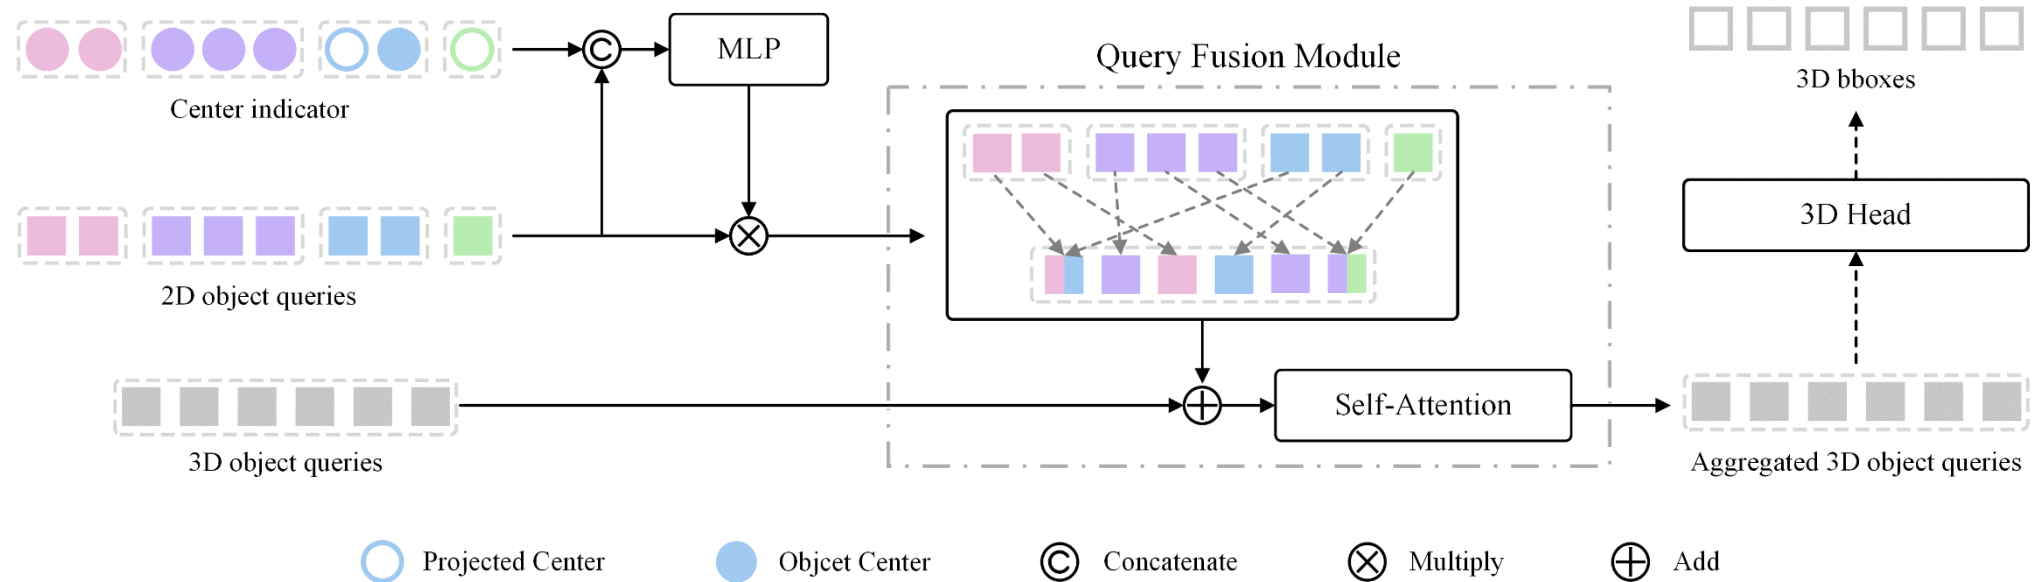 MLP
Query Fusion Module
3D bboxes
Center indicator
3D Head
2D object queries
Self-Attention
3D object queries
Aggregated 3D object queries
Projected Center
Objcet Center
C
Concatenate
Multiply
Add